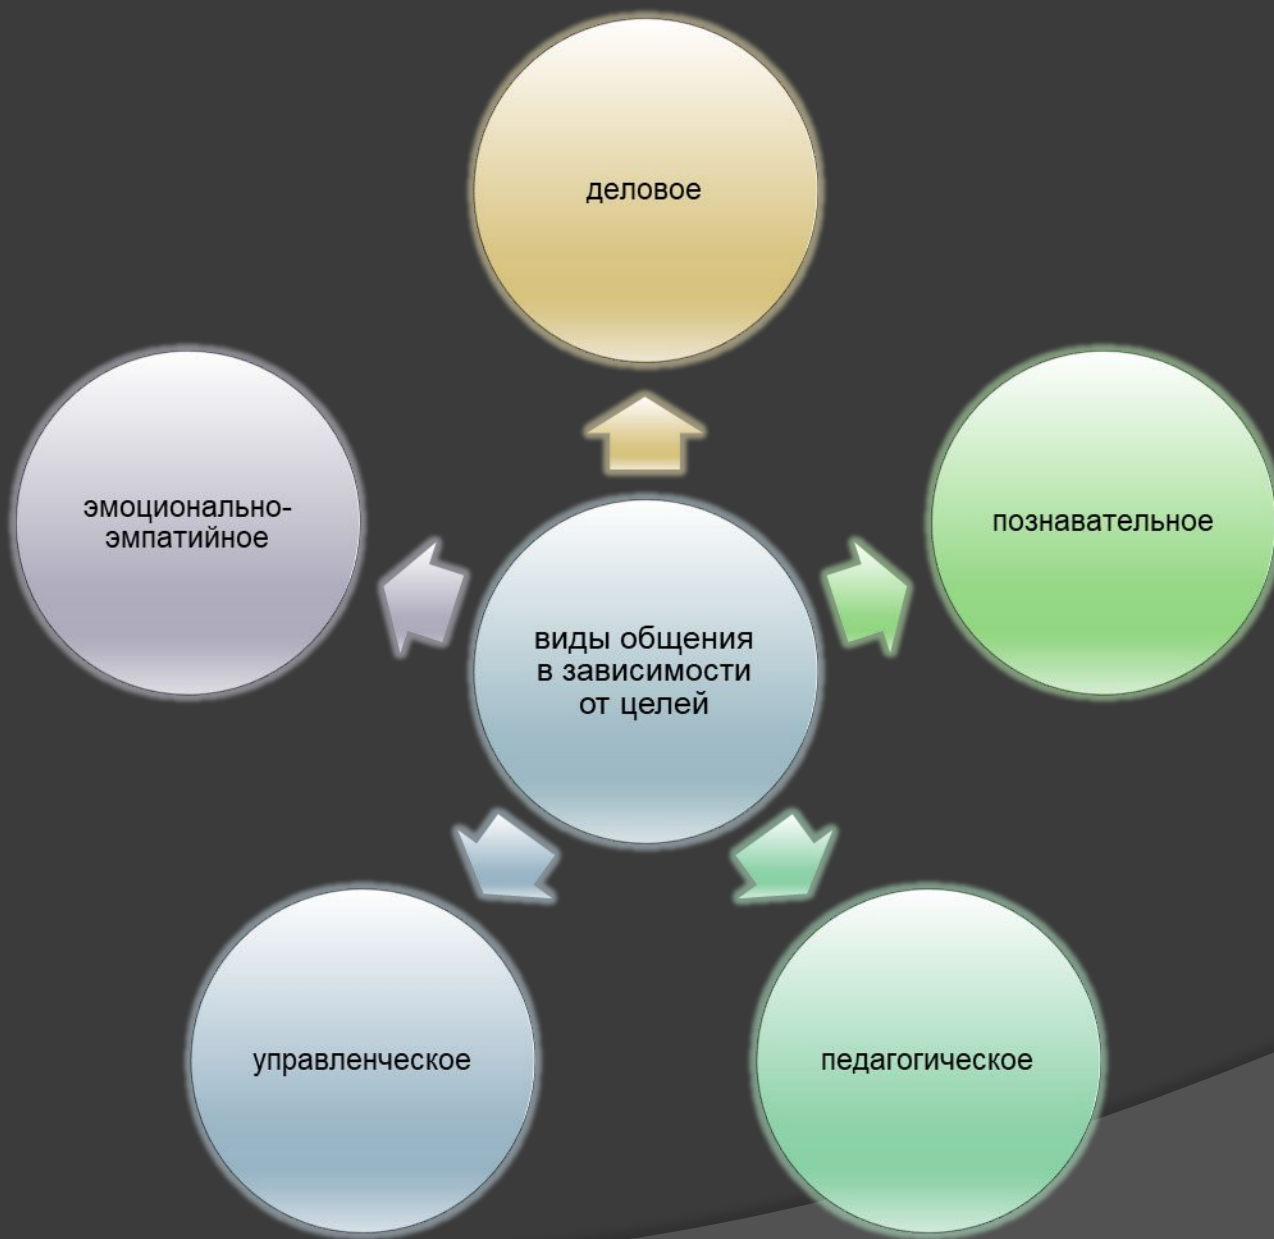 деловое
эмоционально-
эмпатийное
познавательное
виды общения
в зависимости
от целей
управленческое
педагогическое